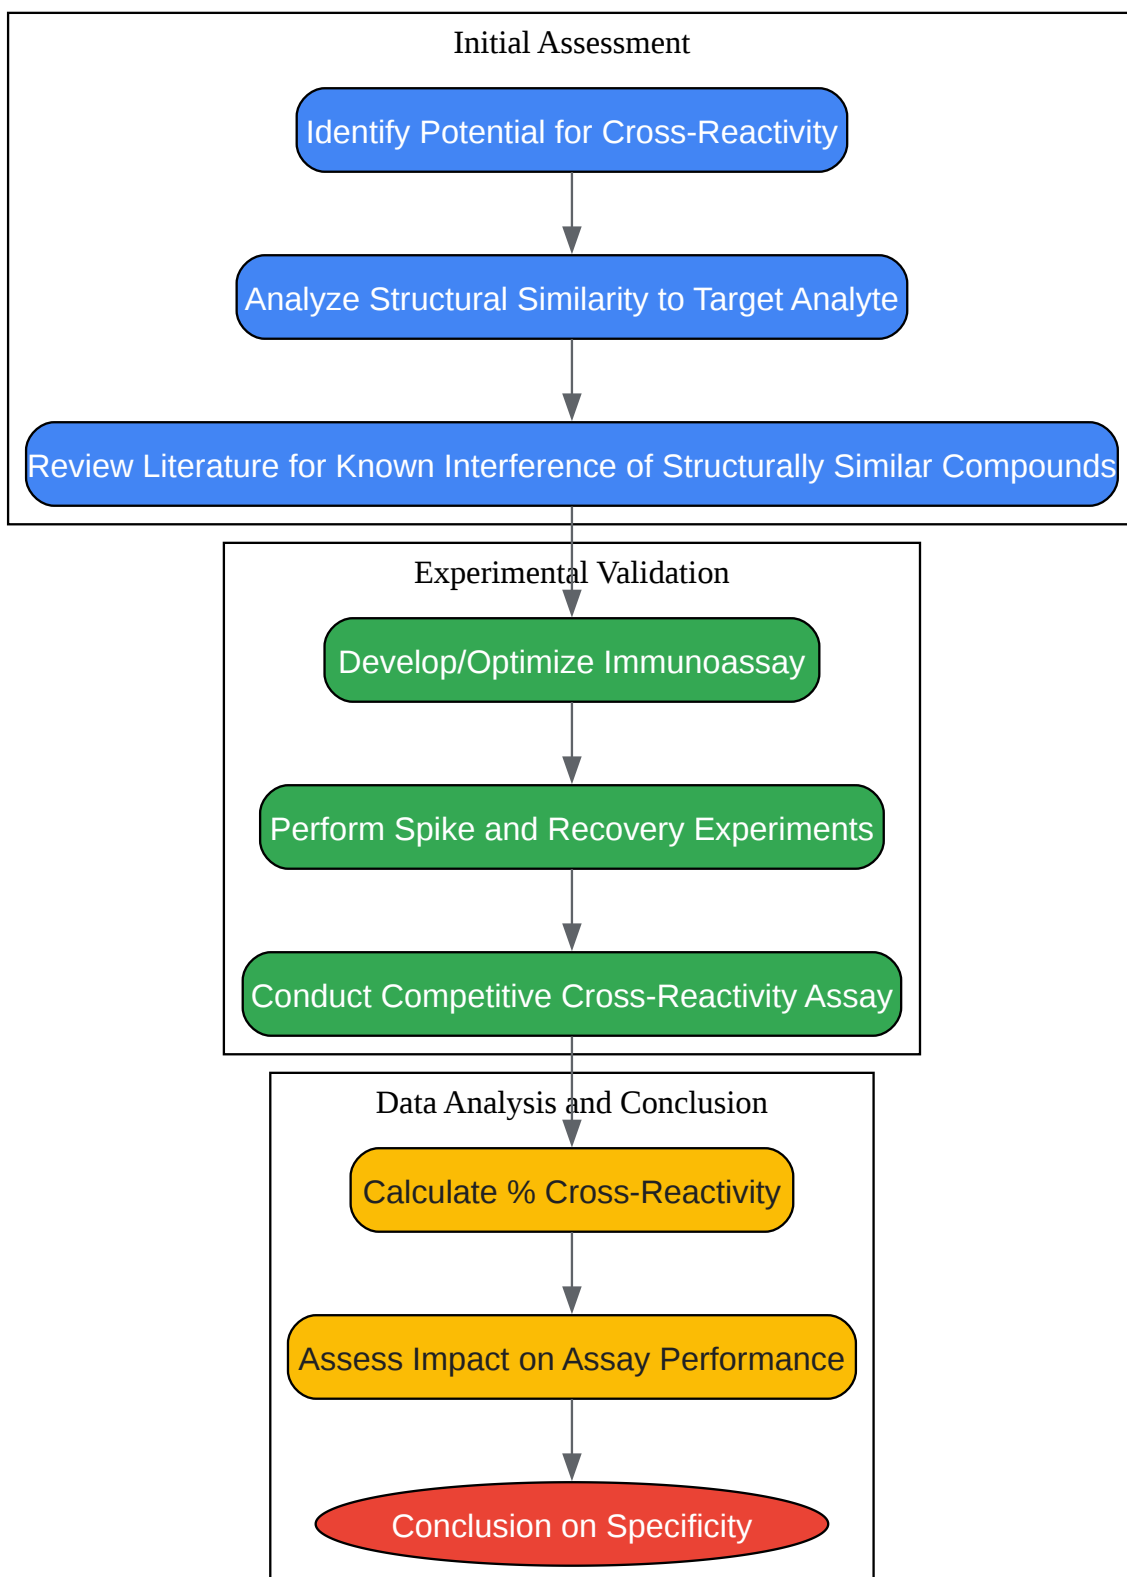 Initial Assessment
Identify Potential for Cross-Reactivity
Analyze Structural Similarity to Target Analyte
Review Literature for Known Interference of Structurally Similar Compounds
Experimental Validation
Develop/Optimize Immunoassay
Perform Spike and Recovery Experiments
Conduct Competitive Cross-Reactivity Assay
Data Analysis and Conclusion
Calculate % Cross-Reactivity
Assess Impact on Assay Performance
Conclusion on Specificity